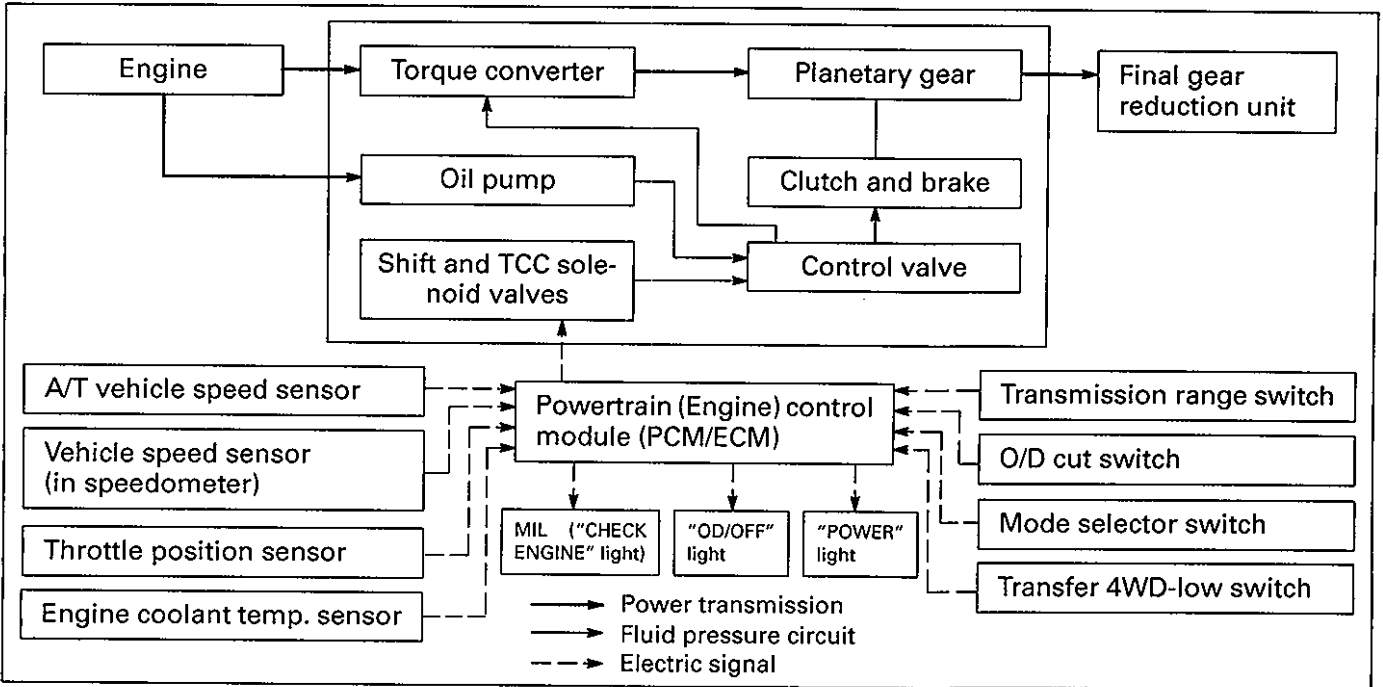 Engine
Torque converter
Planetary gear
Final gear
reduction unit
Oil pump
Clutch and brake
Shift and TCC sole-
noid valves
Control valve
A/T vehicle speed sensor
Vehicle speed sensor
(in speedometer)
Throttle position sensor
Engine coolant temp. sensor
Powertrain (Engine) control
module (PCM/ECM)
Transmission range switch
O/D cut switch
Mode selector switch
Transfer 4WD-low switch
MIL ("CHECK
ENGINE" light)
"OD/OFF"
light
"POWER"
light
Power transmission
Fluid pressure circuit
Electric signal